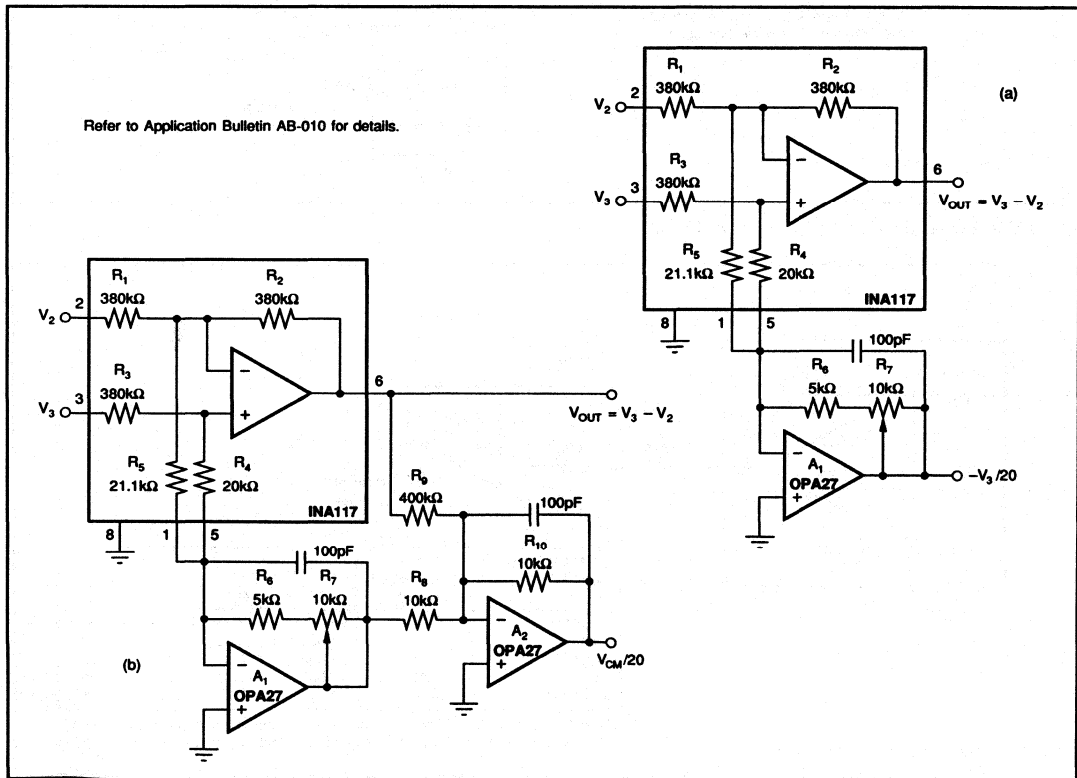 Refer to Application Bulletin AB-010 for details.
(a)
R1
380kΩ
R2
380kΩ
2
V2
R3
380kΩ
3
V3
−
+
6
VOUT = V3 − V2
R5
21.1kΩ
R4
20kΩ
INA117
8
1
5
100pF
R6
5kΩ
R7
10kΩ
−
+
A1
OPA27
−V3/20
(b)
R1
380kΩ
R2
380kΩ
2
V2
R3
380kΩ
3
V3
−
+
6
VOUT = V3 − V2
R5
21.1kΩ
R4
20kΩ
INA117
8
1
5
100pF
R6
5kΩ
R7
10kΩ
−
+
A1
OPA27
R8
10kΩ
R9
400kΩ
100pF
R10
10kΩ
−
+
A2
OPA27
VCM/20